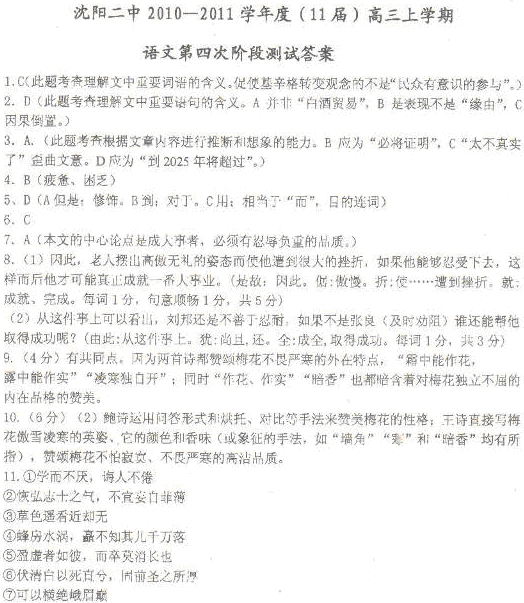 沈阳二中 2010—2011 学年度（11 届）高三上学期
语文第四次阶段测试答案
1.C(此题考查理解文中重要词语的含义。促使基辛格转变观念的不是“民众有意识的参与”。）
2. D（此题考查理解文中重要语句的含义。A 并非“白酒贸易”，B 是表现不是“缘由”，C
因果倒置。）
3. A.（此题考查根据文章内容进行推断和想象的能力。B 应为“必将证明”，C“太不真实
了”歪曲文意。D 应为“到 2025 年将超过”。）
4. B（疲惫、困乏）
5、D（A 但是；修饰。B 到；对于。C 用；相当于“而”，目的连词）
6. C
7. A（本文的中心论点是成大事者，必须有忍辱负重的品质。）
8.（1）因此，老人摆出高傲无礼的姿态而使他遭到很大的挫折，如果他能够忍受下去，这
样而后他才可能真正成就一番大事业。（是故：因此。倨:傲慢。折:使……遭到挫折。就:
成就、完成。每词 1 分，句意顺畅 1 分，共 5 分）
（2）从这件事上可以看出，刘邦还是不善于忍耐，如果不是张良（及时劝阻）谁还能帮他
取得成功呢？(由此:从这件事上。犹:尚且,还。全:成全,取得成功。每词 1 分，共 3 分）
9.（4 分）有共同点。因为两首诗都赞颂梅花不畏严寒的外在特点，“霜中能作花，
露中能作实”“凌寒独自开”；同时“作花、作实”“暗香”也都暗含着对梅花独立不屈的
内在品格的赞美。
10.（6 分）（2）鲍诗运用问答形式和烘托、对比等手法来赞美梅花的性格；王诗直接写梅
花傲雪凌寒的英姿、它的颜色和香味（或象征的手法，如“墙角”“寒”和“暗香”均有所
指），赞颂梅花不怕寂寞、不畏严寒的高洁品质。
11.①学而不厌，诲人不倦
②恢弘志士之气，不宜妄自菲薄
③草色遥看近却无
④蜂房水涡，矗不知其几千万落
⑤盈虚者如彼，而卒莫消长也
⑥伏清白以死直兮，固前圣之所厚
⑦可以横绝峨眉巅